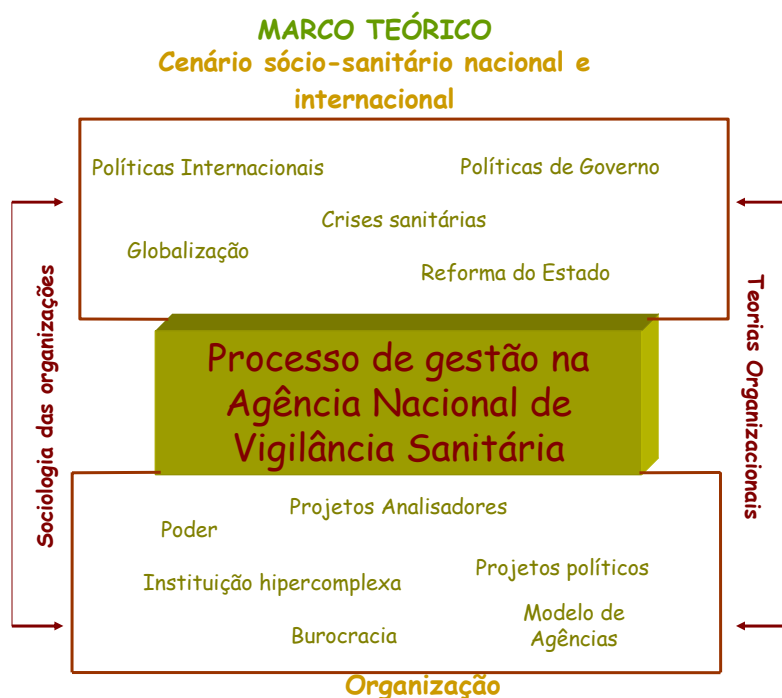 MARCO TEÓRICO
Cenário sócio-sanitário nacional e
internacional
Políticas Internacionais
Políticas de Governo
Crises sanitárias
Globalização
Reforma do Estado
Sociologia das organizações
Teorias Organizacionais
Processo de gestão na
Agência Nacional de
Vigilância Sanitária
Projetos Analisadores
Poder
Projetos políticos
Instituição hipercomplexa
Modelo de
Agências
Burocracia
Organização